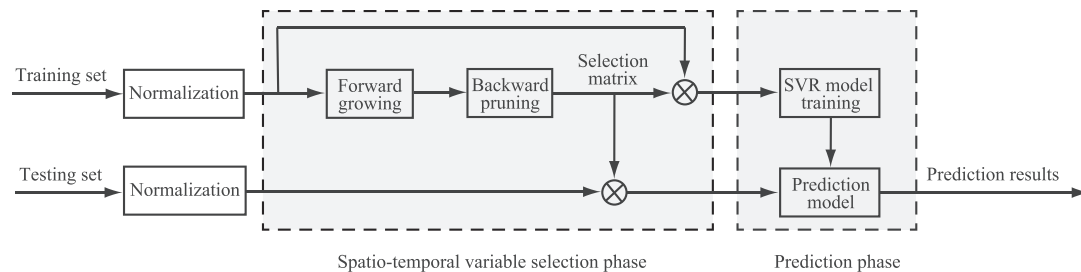 Training set
Normalization
Forward
growing
Backward
pruning
Selection
matrix
SVR model
training
Testing set
Normalization
Prediction
model
Prediction results
Spatio-temporal variable selection phase
Prediction phase